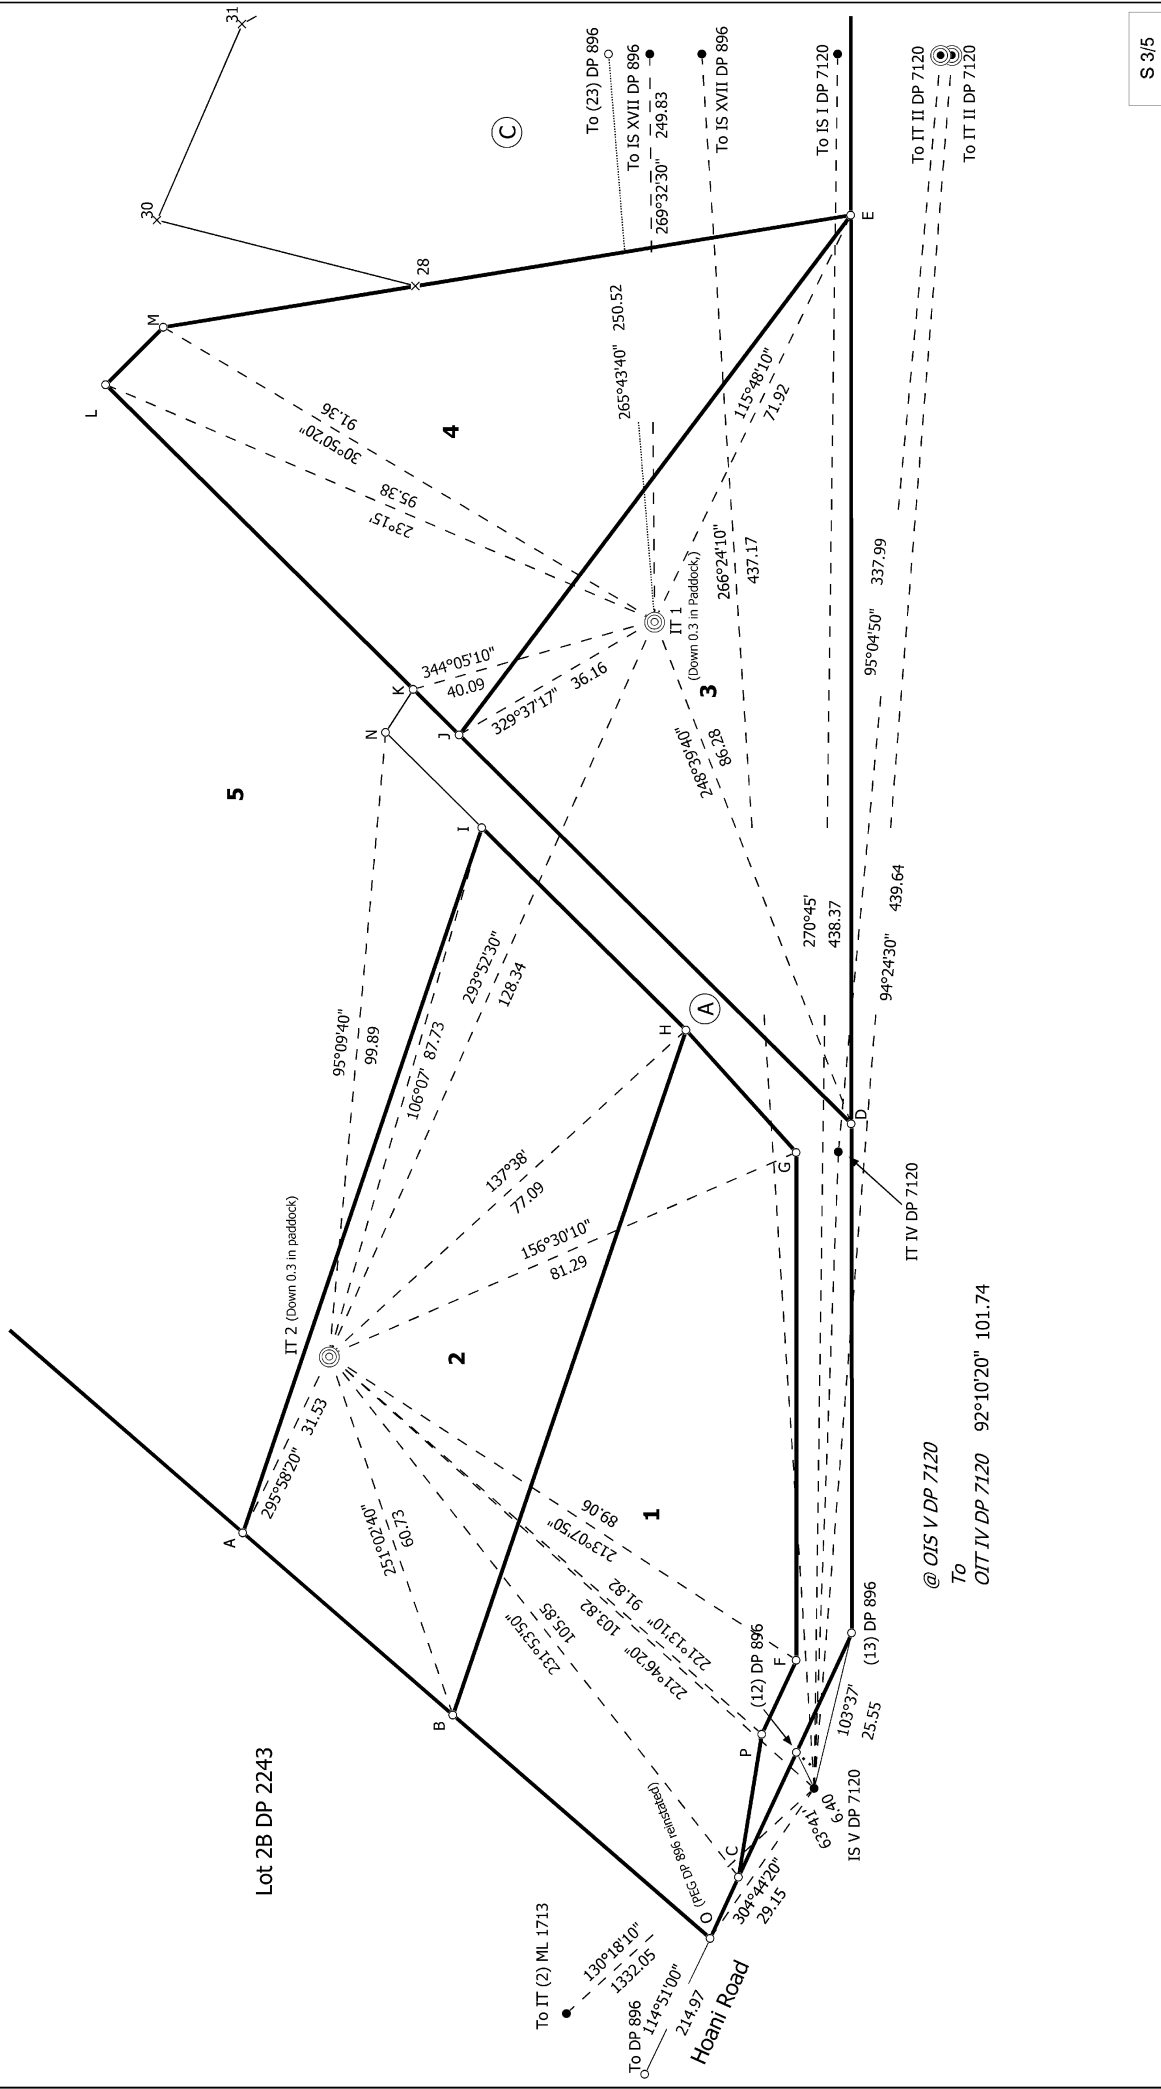 31
30
28
M
L
To (23) DP 896
To IS XVII DP 896
269°32'30" 249.83
To IS XVII DP 896
To IS I DP 7120
To IT II DP 7120
To IT II DP 7120
S 3/5
C
E
265°43'40" 250.52
115°48'10"
71.92
91.36
30°50'20"
4
95.38
23°15'
266°24'10"
437.17
IT 1
(Down 0.3 in Paddock,)
3
95°04'50" 337.99
344°05'10"
40.09
329°37'17" 36.16
K
N
J
248°39'40"
86.28
5
I
270°45'
438.37
94°24'30" 439.64
293°52'30"
128.34
95°09'40"
99.89
106°07' 87.73
H
A
D
G
137°38'
77.09
156°30'10"
81.29
IT IV DP 7120
IT 2 (Down 0.3 in paddock)
2
295°58'20" 31.53
A
251°02'40"
60.73
1
89.06
213°07'50"
91.82
221°13'10"
103.82
221°46'20"
105.85
231°53'50"
@ OIS V DP 7120
To
OIT IV DP 7120 92°10'20" 101.74
(13) DP 896
(12) DP 896
F
P
B
103°37'
25.55
63°41'
6.40
IS V DP 7120
Lot 2B DP 2243
C
O (PEG DP 896 reinstated)
304°44'20"
29.15
To IT (2) ML 1713
130°18'10"
1332.05
To DP 896
114°51'00"
214.97
Hoani Road